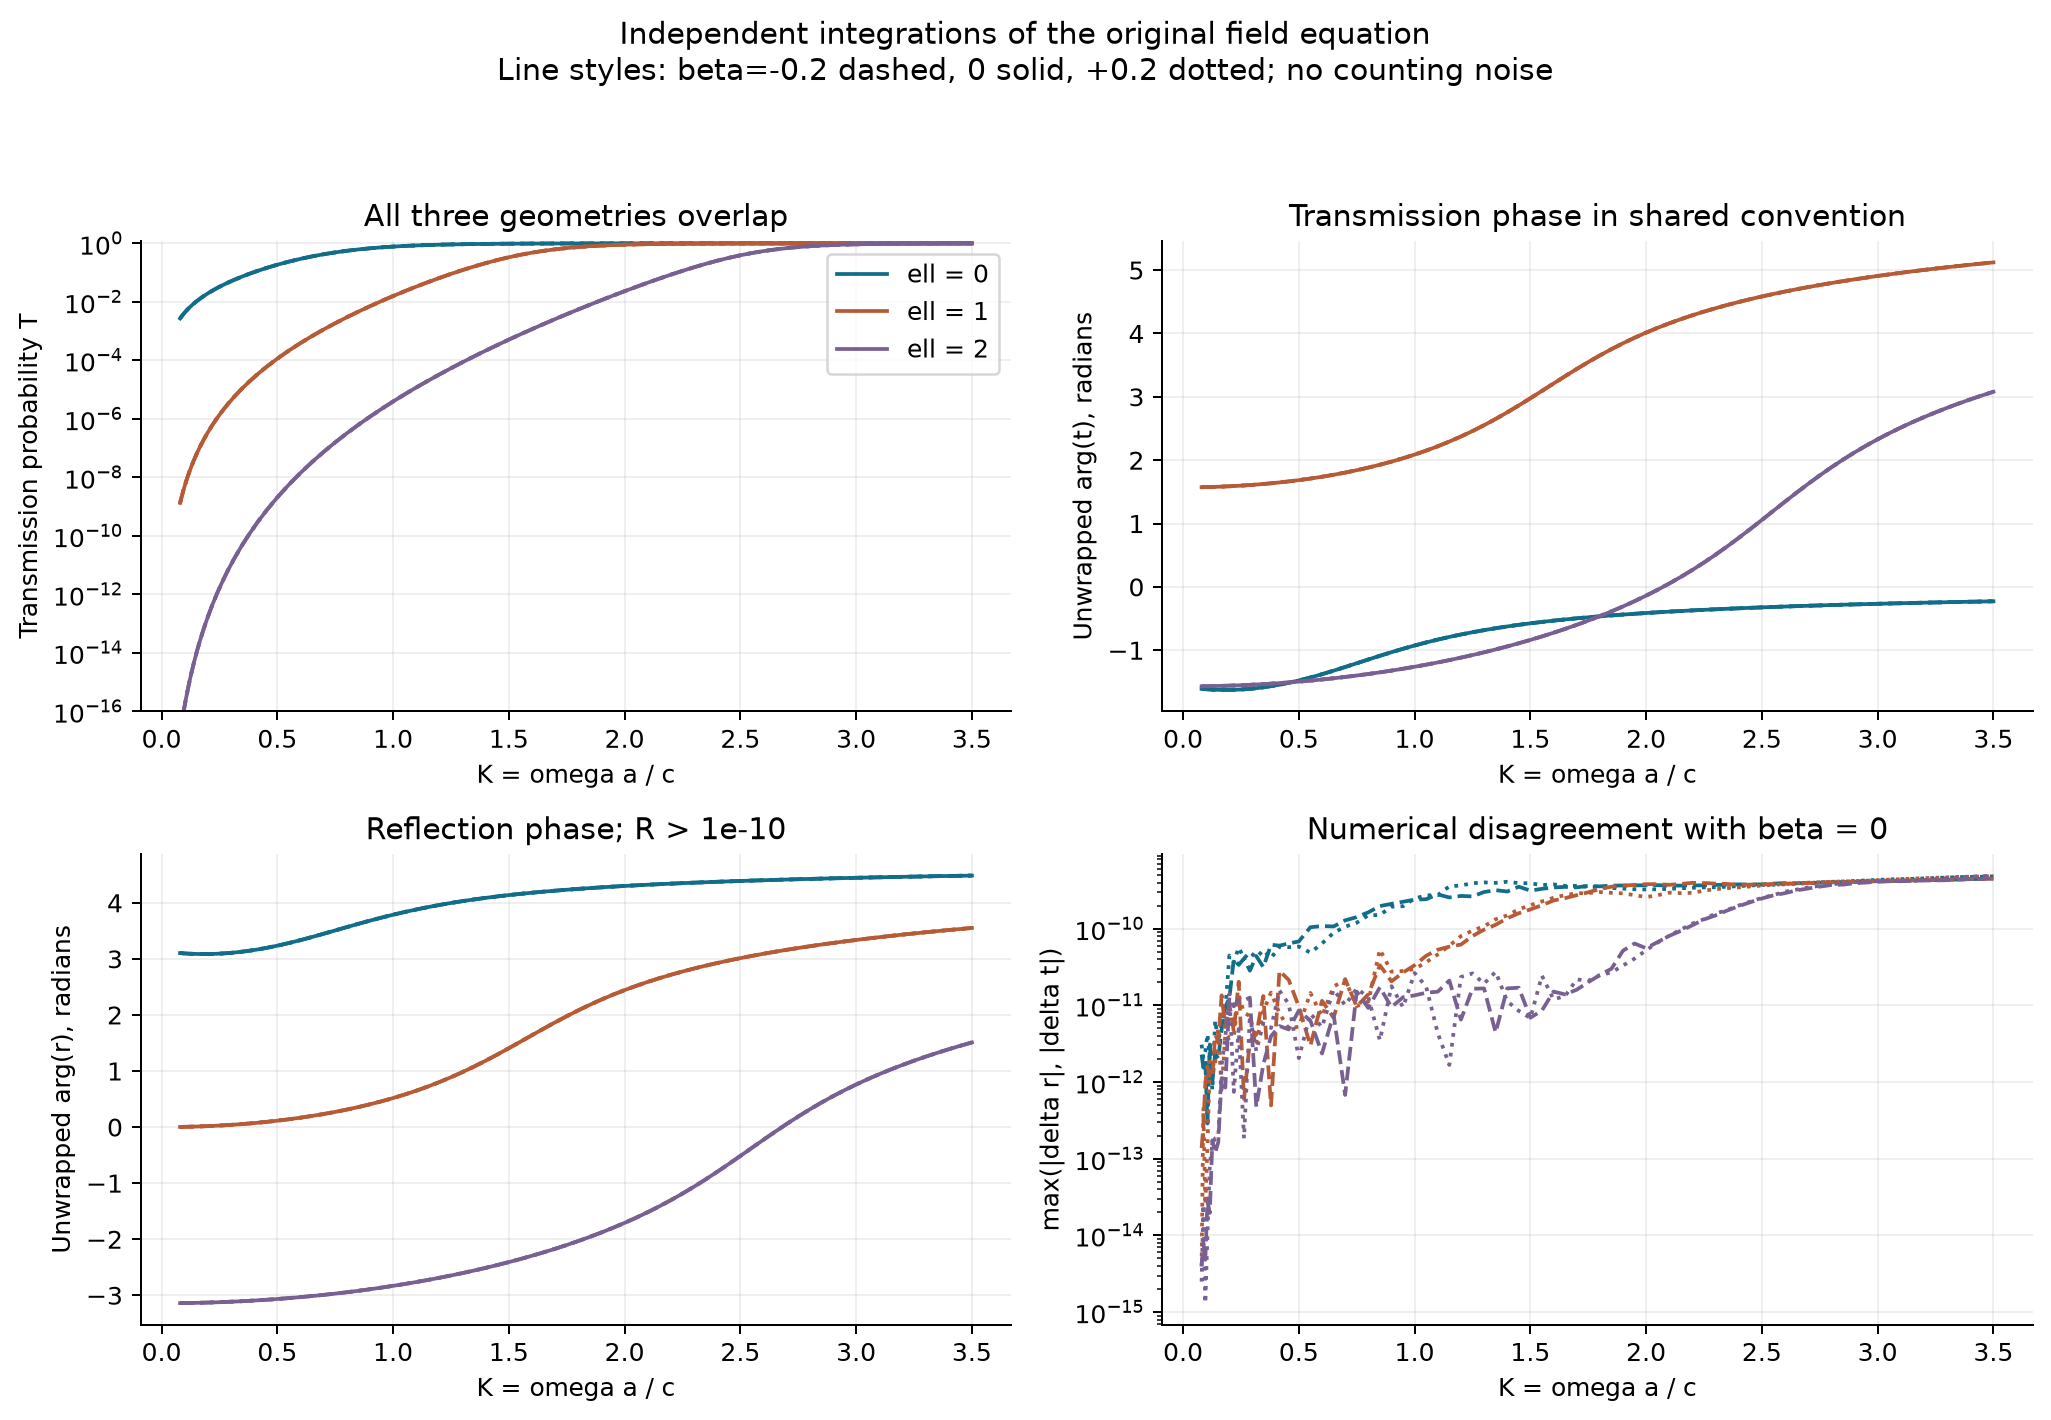 Independent integrations of the original field equation
Line styles: beta=-0.2 dashed, 0 solid, +0.2 dotted; no counting noise
All three geometries overlap
Transmission probability T
10⁰
10⁻²
10⁻⁴
10⁻⁶
10⁻⁸
10⁻¹⁰
10⁻¹²
10⁻¹⁴
10⁻¹⁶
ell = 0
ell = 1
ell = 2
0.0 0.5 1.0 1.5 2.0 2.5 3.0 3.5
K = omega a / c
Transmission phase in shared convention
Unwrapped arg(t), radians
5
4
3
2
1
0
−1
0.0 0.5 1.0 1.5 2.0 2.5 3.0 3.5
K = omega a / c
Reflection phase; R > 1e-10
Unwrapped arg(r), radians
4
3
2
1
0
−1
−2
−3
0.0 0.5 1.0 1.5 2.0 2.5 3.0 3.5
K = omega a / c
Numerical disagreement with beta = 0
max(|delta r|, |delta t|)
10⁻¹⁰
10⁻¹¹
10⁻¹²
10⁻¹³
10⁻¹⁴
10⁻¹⁵
0.0 0.5 1.0 1.5 2.0 2.5 3.0 3.5
K = omega a / c